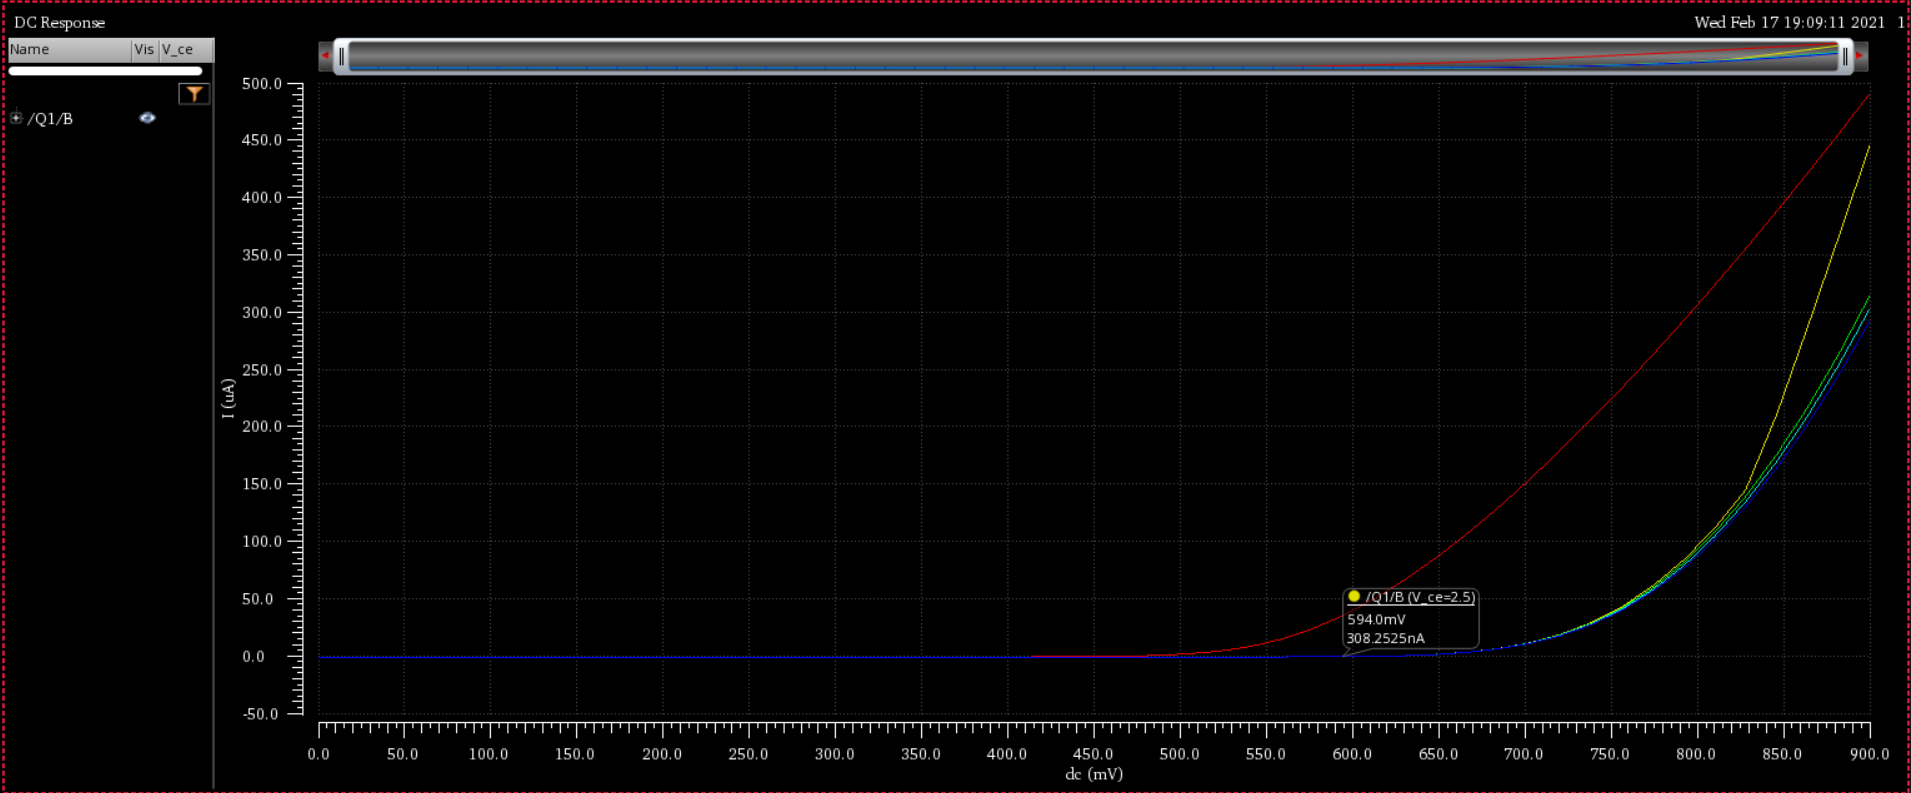 DC Response
Wed Feb 17 19:09:11 2021 1
Name Vis V_ce
/Q1/B
500.0
450.0
400.0
350.0
300.0
250.0
200.0
150.0
100.0
50.0
0.0
-50.0
I (uA)
/Q1/B (V_ce=2.5)
594.0mV
308.2525nA
0.0 50.0 100.0 150.0 200.0 250.0 300.0 350.0 400.0 450.0 500.0 550.0 600.0 650.0 700.0 750.0 800.0 850.0 900.0
dc (mV)